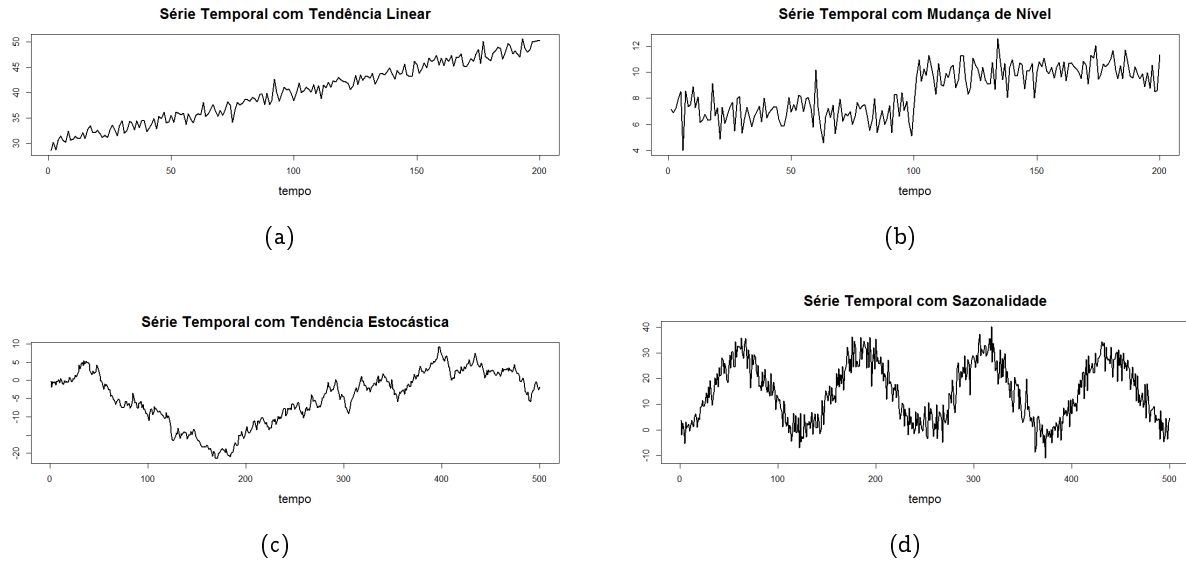 Série Temporal com Tendência Linear
50
45
40
35
30
0 50 100 150 200
tempo
(a)
Série Temporal com Mudança de Nível
12
10
8
6
4
0 50 100 150 200
tempo
(b)
Série Temporal com Tendência Estocástica
10
5
0
-5
-10
-20
0 100 200 300 400 500
tempo
(c)
Série Temporal com Sazonalidade
40
30
20
10
0
-10
0 100 200 300 400 500
tempo
(d)